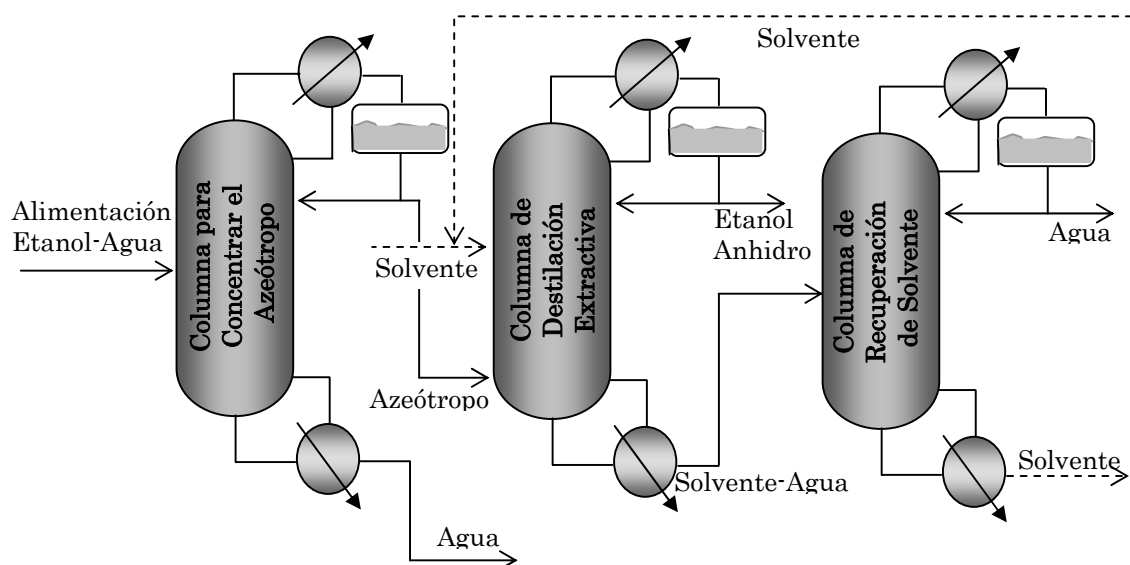 Solvente
Alimentación
Etanol-Agua
Columna para
Concentrar el
Azeótropo
Solvente
Azeótropo
Agua
Columna de
Destilación
Extractiva
Etanol
Anhidro
Solvente-Agua
Columna de
Recuperación
de Solvente
Agua
Solvente